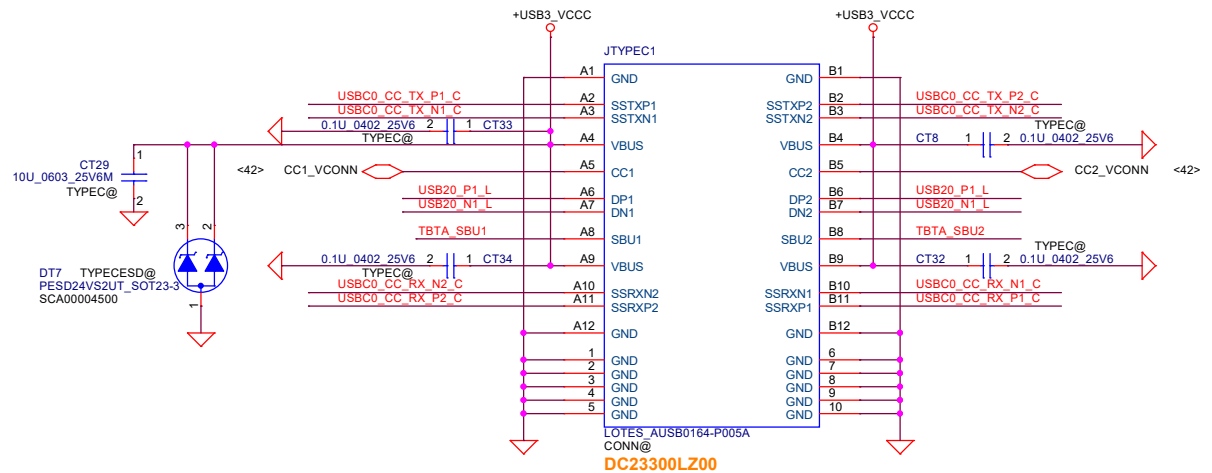 +USB3_VCCC +USB3_VCCC
JTYPEC1
A1 GND GND B1
USBC0_CC_TX_P1_C A2 SSTXP1 SSTXP2 B2 USBC0_CC_TX_P2_C
USBC0_CC_TX_N1_C A3 SSTXN1 SSTXN2 B3 USBC0_CC_TX_N2_C
0.1U_0402_25V6 2 1 CT33 TYPEC@
TYPEC@ A4 VBUS VBUS B4 CT8 1 2 0.1U_0402_25V6
1
CT29 <42> CC1_VCONN A5 CC1 CC2 B5 CC2_VCONN <42>
10U_0603_25V6M
TYPEC@
2
USB20_P1_L A6 DP1 DP2 B6 USB20_P1_L
USB20_N1_L A7 DN1 DN2 B7 USB20_N1_L
3 2
TBTA_SBU1 A8 SBU1 SBU2 B8 TBTA_SBU2
TYPEC@
0.1U_0402_25V6 2 1 CT34 A9 VBUS VBUS B9 CT32 1 2 0.1U_0402_25V6
DT7 TYPECESD@ TYPEC@
PESD24VS2UT_SOT23-3 USBC0_CC_RX_N2_C A10 SSRXN2 SSRXN1 B10 USBC0_CC_RX_N1_C
SCA00004500 1 USBC0_CC_RX_P2_C A11 SSRXP2 SSRXP1 B11 USBC0_CC_RX_P1_C
A12 GND GND B12
1 GND GND 6
2 GND GND 7
3 GND GND 8
4 GND GND 9
5 GND GND 10
LOTES_AUSB0164-P005A
CONN@
DC23300LZ00